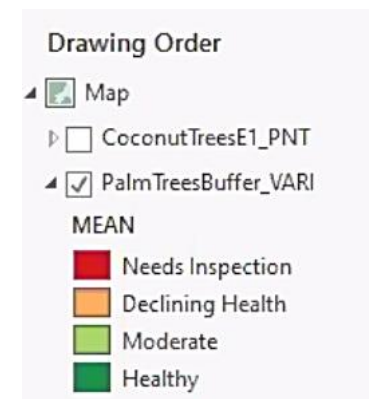 Drawing Order
Map
CoconutTreesE1_PNT
PalmTreesBuffer_VARI
MEAN
Needs Inspection
Declining Health
Moderate
Healthy